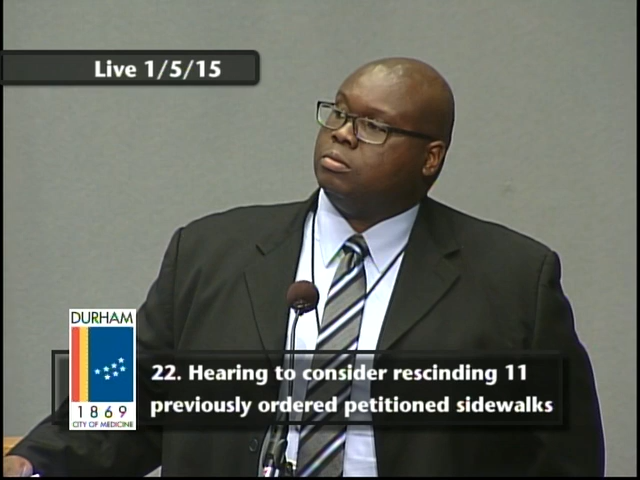 Live 1/5/15
DURHAM
1869
CITY OF MEDICINE
22. Hearing to consider rescinding 11
previously ordered petitioned sidewalks